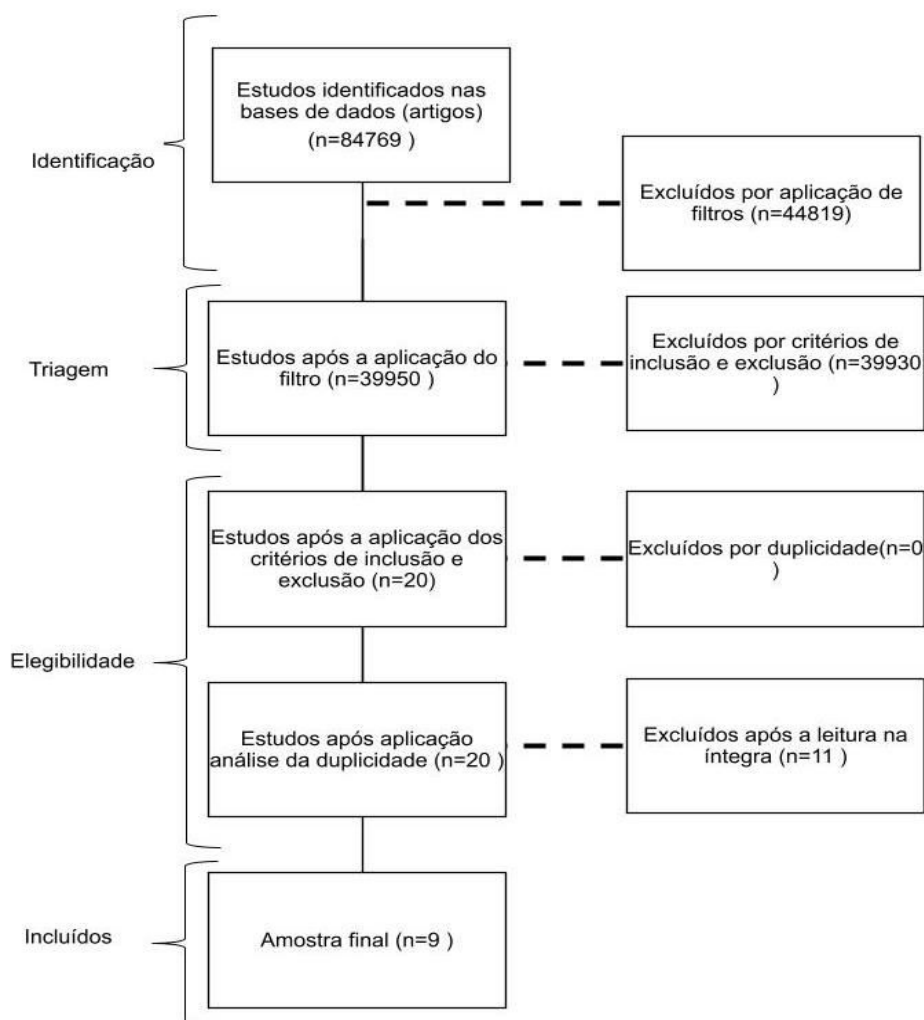 Estudos identificados nas
bases de dados (artigos)
(n=84769 )
Identificação
Excluídos por aplicação de
filtros (n=44819)
Triagem
Estudos após a aplicação do
filtro (n=39950 )
Excluídos por critérios de
inclusão e exclusão (n=39930
)
Elegibilidade
Estudos após a aplicação dos
critérios de inclusão e
exclusão (n=20)
Excluídos por duplicidade(n=0
)
Estudos após aplicação
análise da duplicidade (n=20 )
Excluídos após a leitura na
íntegra (n=11 )
Incluídos
Amostra final (n=9 )